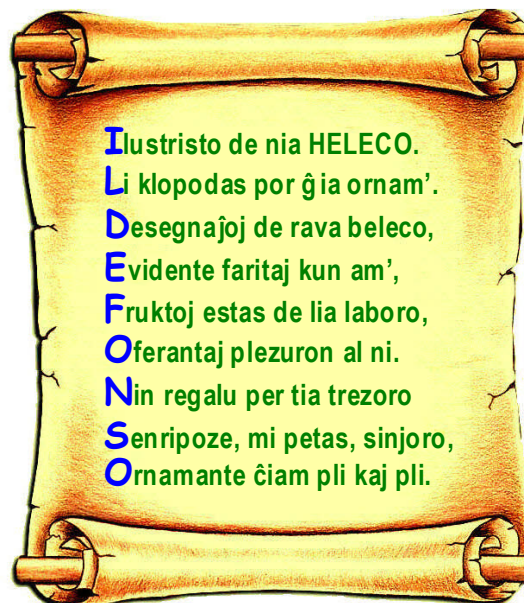 Ilustristo de nia HELECO.
Li klopodas por ĝia ornam’.
Desegnaĵoj de rava beleco,
Evidente faritaj kun am’,
Fruktoj estas de lia laboro,
Oferantaj plezuron al ni.
Nin regalu per tia trezoro
Senripoze, mi petas, sinjoro,
Ornamante ĉiam pli kaj pli.